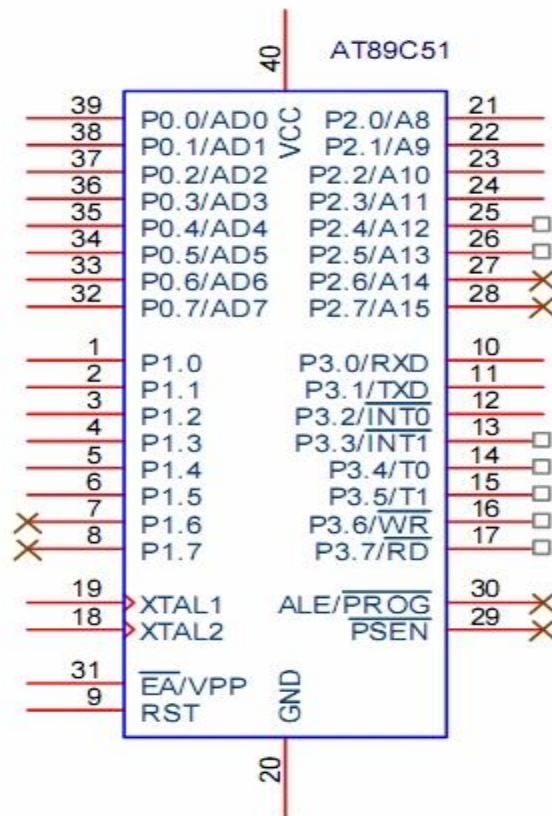 40 AT89C51
39 P0.0/AD0 VCC P2.0/A8 21
38 P0.1/AD1 P2.1/A9 22
37 P0.2/AD2 P2.2/A10 23
36 P0.3/AD3 P2.3/A11 24
35 P0.4/AD4 P2.4/A12 25
34 P0.5/AD5 P2.5/A13 26
33 P0.6/AD6 P2.6/A14 27
32 P0.7/AD7 P2.7/A15 28
1 P1.0 P3.0/RXD 10
2 P1.1 P3.1/TXD 11
3 P1.2 P3.2/INT0 12
4 P1.3 P3.3/INT1 13
5 P1.4 P3.4/T0 14
6 P1.5 P3.5/T1 15
7 P1.6 P3.6/WR 16
8 P1.7 P3.7/RD 17
19 XTAL1 ALE/PROG 30
18 XTAL2 PSEN 29
31 EA/VPP
9 RST GND
20